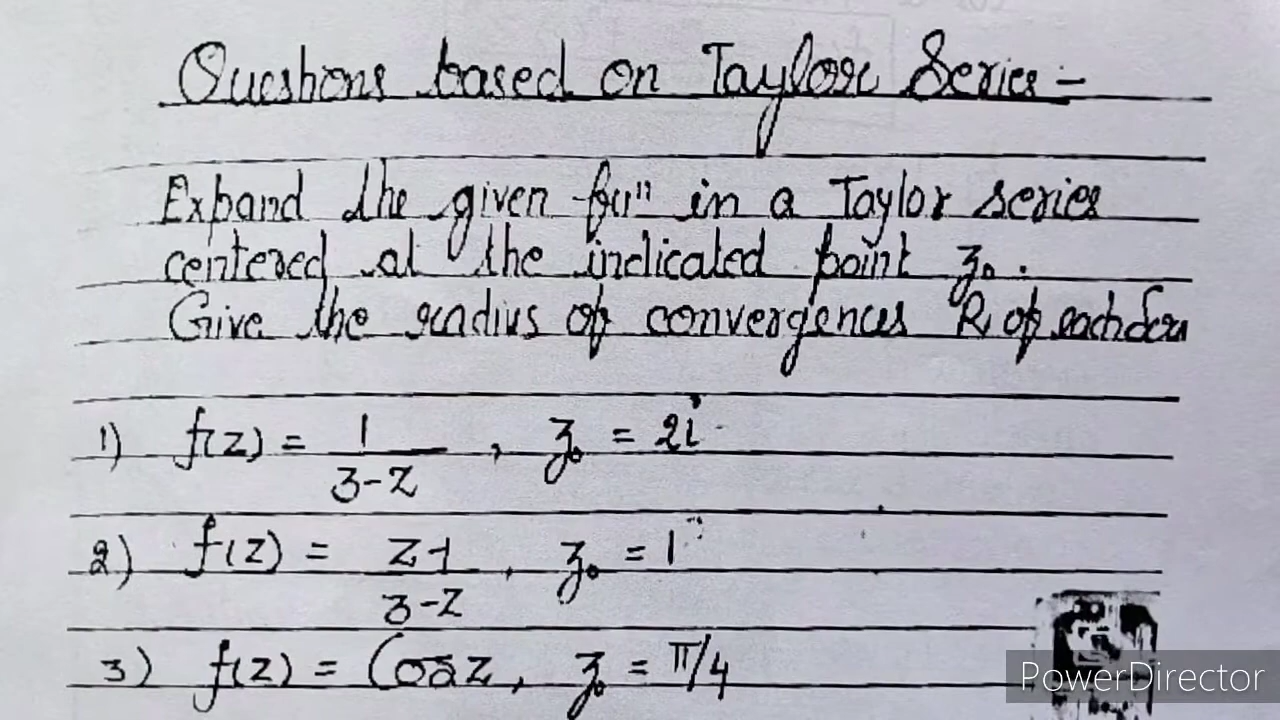 Questions based on Taylor Series :-
Expand the given fun" in a Taylor series
centered at the indicated point z₀.
Give the radius of convergences R of each
1) f(z) = 1/(3-z), z₀ = 2i
2) f(z) = (z-1)/(3-z), z₀ = 1
3) f(z) = Cosz, z₀ = π/4
PowerDirector